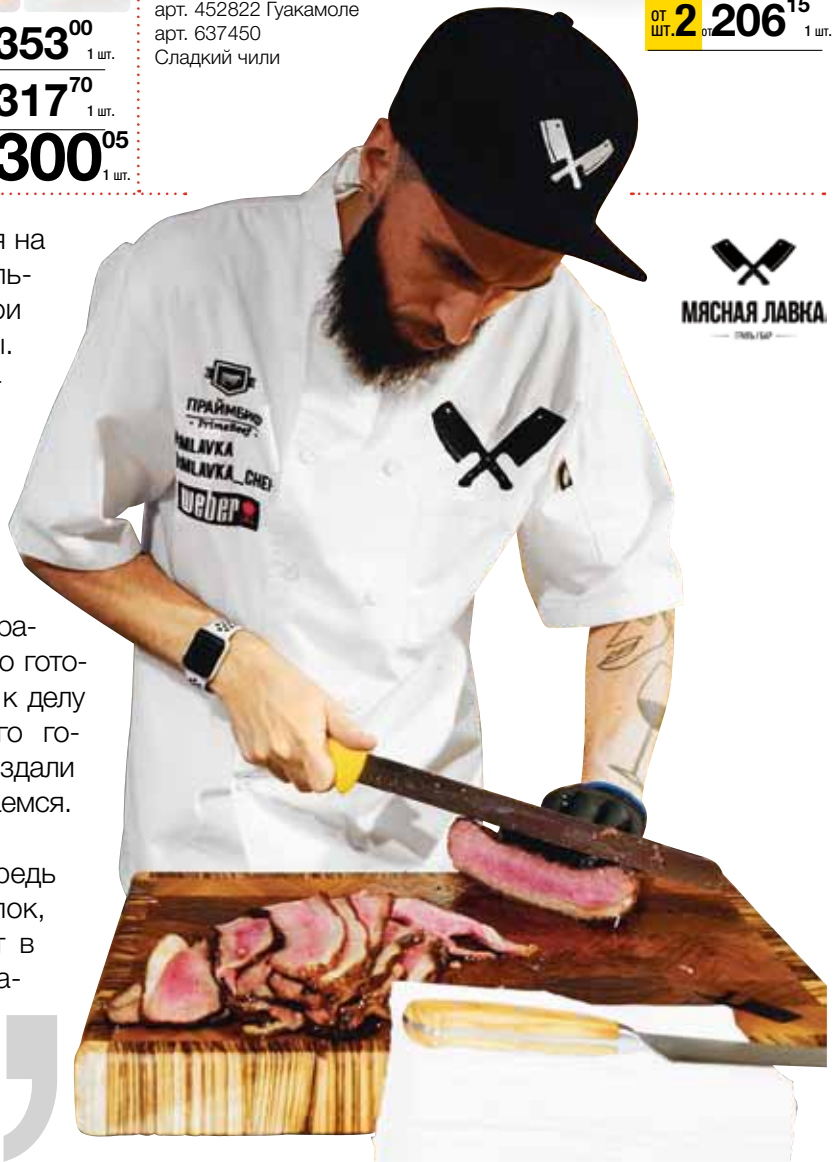 353 00
1 шт.
317 70
1 шт.
300 05
1 шт.
арт. 452822 Гуакамоле
арт. 637450
Сладкий чили
от
шт. 2 от 206 15
1 шт.
я на
ль-
ри
МЯСНАЯ ЛАВКА
ПРАЙМБИФ
PrimeBeef
MLAVKA
MLAVKA_CHEF
weber
ра-
о гото-
к делу
го го-
здали
емся.
редь
лок,
т в
а-